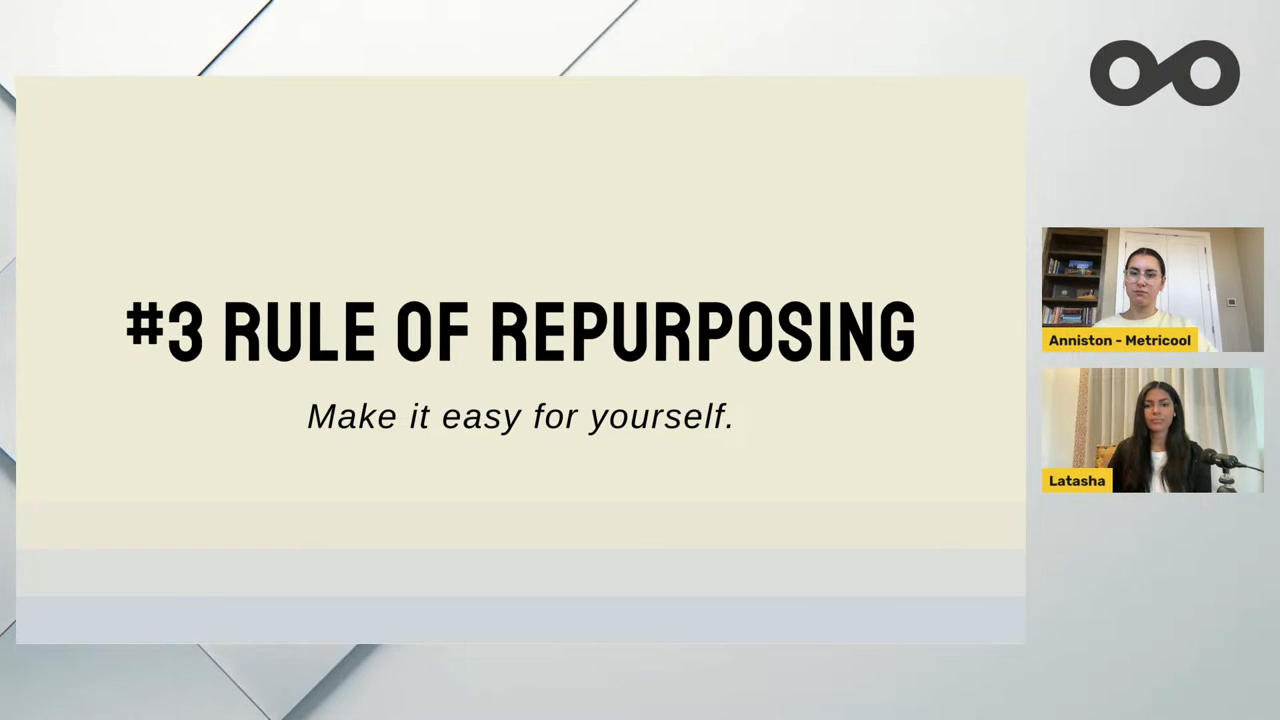 #3 RULE OF REPURPOSING
Make it easy for yourself.
Anniston - Metricool
Latasha